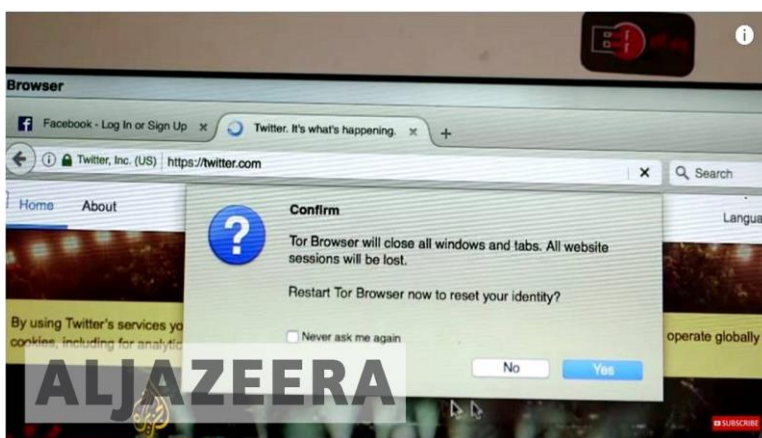 Browser
Facebook - Log In or Sign Up
Twitter. It's what's happening.
Twitter, Inc. (US) https://twitter.com
Search
Home About
Langua
Confirm
Tor Browser will close all windows and tabs. All website
sessions will be lost.
Restart Tor Browser now to reset your identity?
By using Twitter's services yo
cookies, including for analytic
operate globally
Never ask me again
No Yes
ALJAZEERA
SUBSCRIBE